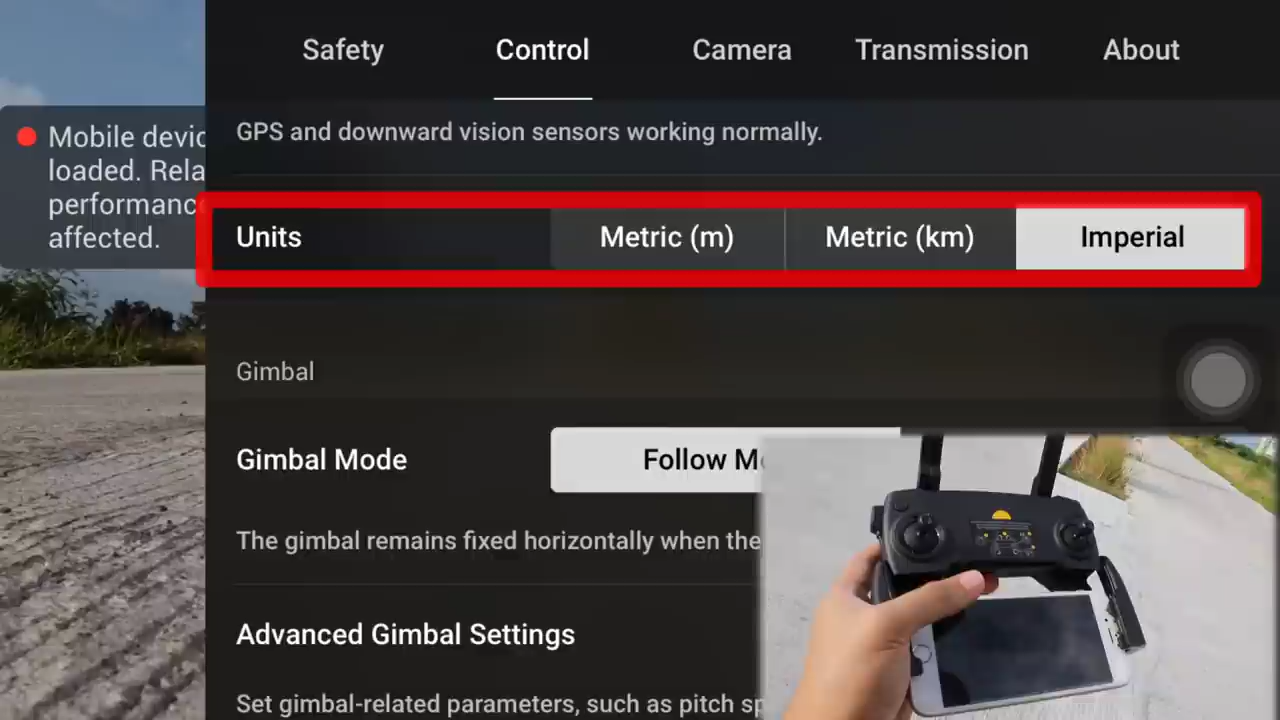 Safety Control Camera Transmission About
GPS and downward vision sensors working normally.
Mobile devic
loaded. Rela
performance
affected.
Units Metric (m) Metric (km) Imperial
Gimbal
Gimbal Mode Follow Mo
The gimbal remains fixed horizontally when the
Advanced Gimbal Settings
Set gimbal-related parameters, such as pitch sp